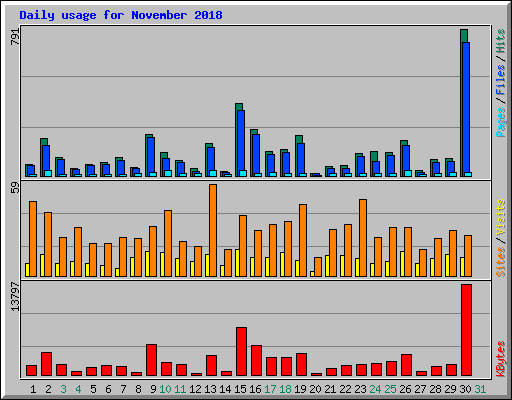 Daily usage for November 2018
791
Pages/Files/Hits
59
Sites/Visits
13797
KBytes
1 2 3 4 5 6 7 8 9 10 11 12 13 14 15 16 17 18 19 20 21 22 23 24 25 26 27 28 29 30 31